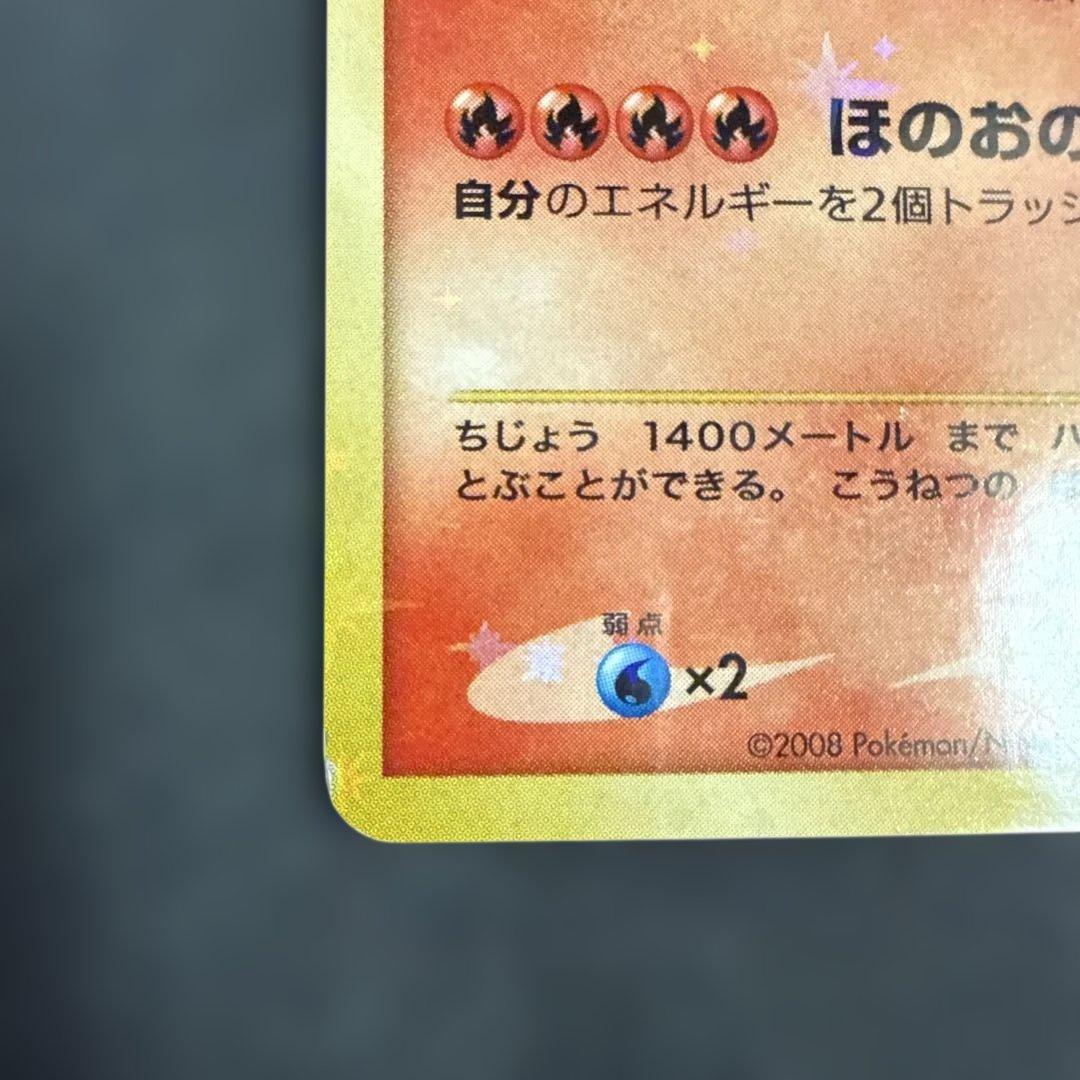 ほのおの
自分のエネルギーを2個トラッシ
ちじょう 1400メートル まで ハ
とぶことができる。 こうねつの
弱点
×2
©2008 Pokémon/N